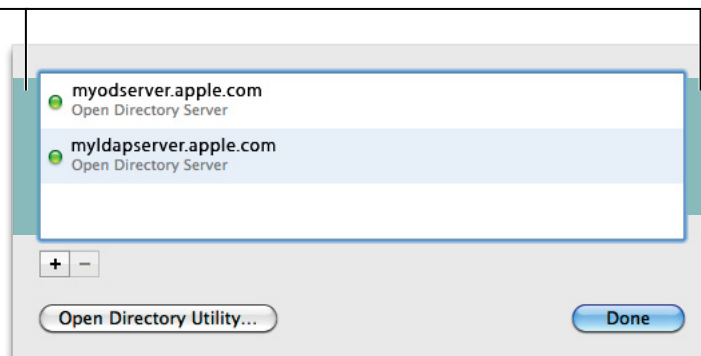 myodserver.apple.com
Open Directory Server
myldapserver.apple.com
Open Directory Server
+ −
Open Directory Utility...
Done